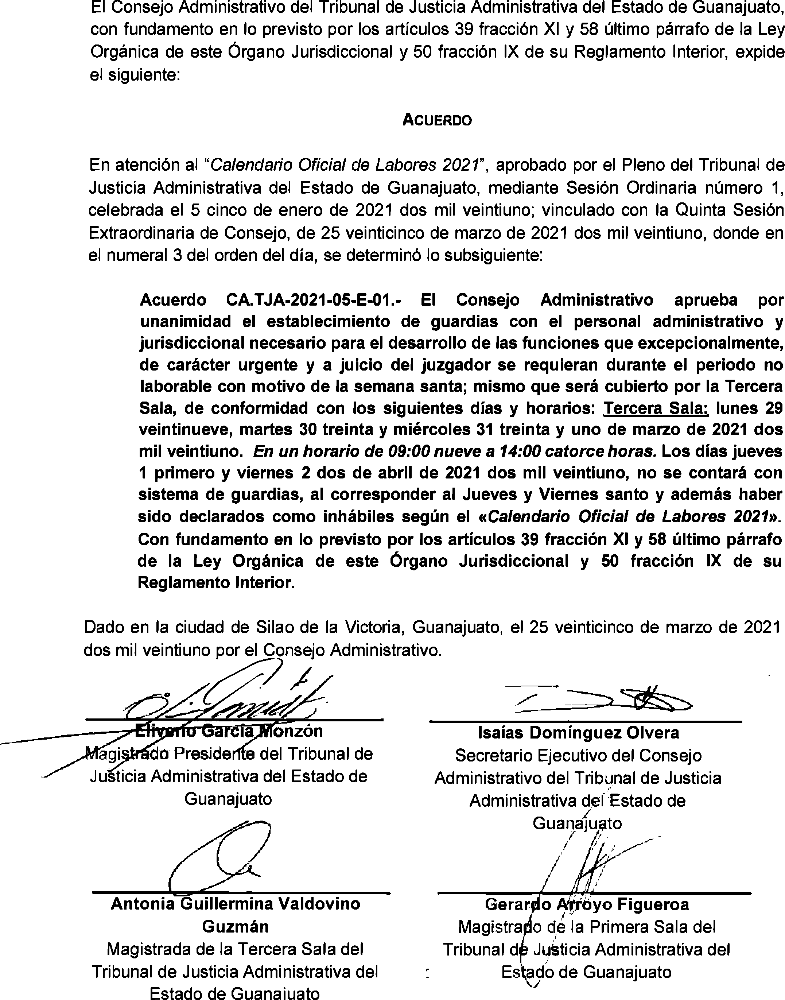 El Consejo Administrativo del Tribunal de Justicia Administrativa del Estado de Guanajuato,
con fundamento en lo previsto por los artículos 39 fracción XI y 58 último párrafo de la Ley
Orgánica de este Órgano Jurisdiccional y 50 fracción IX de su Reglamento Interior, expide
el siguiente:
ACUERDO
En atención al “Calendario Oficial de Labores 2021”, aprobado por el Pleno del Tribunal de
Justicia Administrativa del Estado de Guanajuato, mediante Sesión Ordinaria número 1,
celebrada el 5 cinco de enero de 2021 dos mil veintiuno; vinculado con la Quinta Sesión
Extraordinaria de Consejo, de 25 veinticinco de marzo de 2021 dos mil veintiuno, donde en
el numeral 3 del orden del día, se determinó lo subsiguiente:
Acuerdo CA.TJA-2021-05-E-01.- El Consejo Administrativo aprueba por
unanimidad el establecimiento de guardias con el personal administrativo y
jurisdiccional necesario para el desarrollo de las funciones que excepcionalmente,
de carácter urgente y a juicio del juzgador se requieran durante el periodo no
laborable con motivo de la semana santa; mismo que será cubierto por la Tercera
Sala, de conformidad con los siguientes días y horarios: Tercera Sala: lunes 29
veintinueve, martes 30 treinta y miércoles 31 treinta y uno de marzo de 2021 dos
mil veintiuno. En un horario de 09:00 nueve a 14:00 catorce horas. Los días jueves
1 primero y viernes 2 dos de abril de 2021 dos mil veintiuno, no se contará con
sistema de guardias, al corresponder al Jueves y Viernes santo y además haber
sido declarados como inhábiles según el «Calendario Oficial de Labores 2021».
Con fundamento en lo previsto por los artículos 39 fracción XI y 58 último párrafo
de la Ley Orgánica de este Órgano Jurisdiccional y 50 fracción IX de su
Reglamento Interior.
Dado en la ciudad de Silao de la Victoria, Guanajuato, el 25 veinticinco de marzo de 2021
dos mil veintiuno por el Consejo Administrativo.
Eliverio García Monzón
Magistrado Presidente del Tribunal de
Justicia Administrativa del Estado de
Guanajuato
Isaías Domínguez Olvera
Secretario Ejecutivo del Consejo
Administrativo del Tribunal de Justicia
Administrativa del Estado de
Guanajuato
Antonia Guillermina Valdovino
Guzmán
Magistrada de la Tercera Sala del
Tribunal de Justicia Administrativa del
Estado de Guanajuato
Gerardo Arroyo Figueroa
Magistrado de la Primera Sala del
Tribunal de Justicia Administrativa del
Estado de Guanajuato